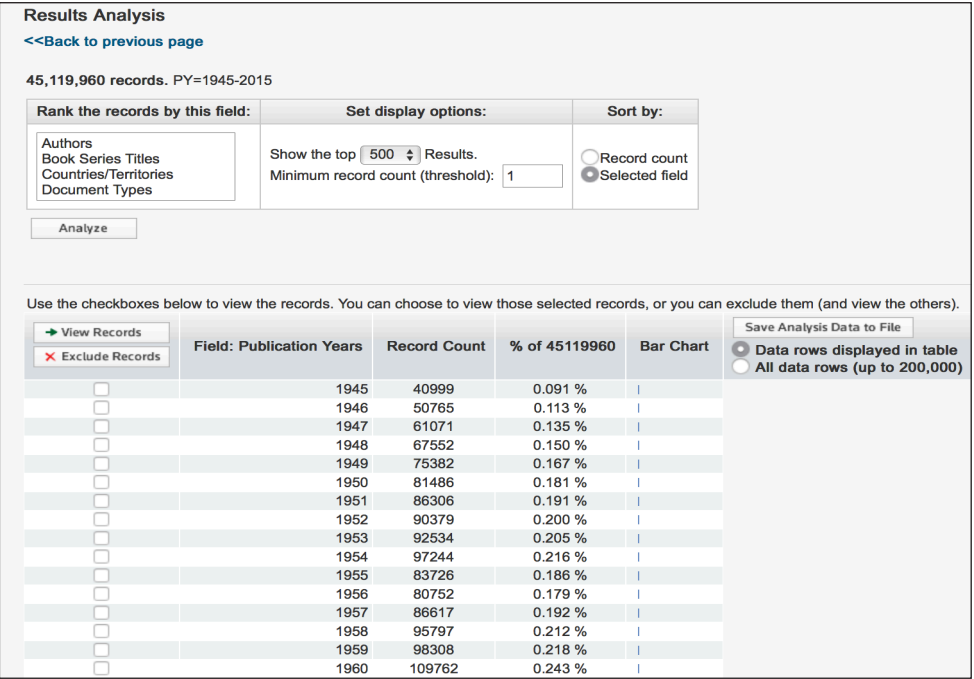 Results Analysis
<<Back to previous page
45,119,960 records. PY=1945-2015
Rank the records by this field: Set display options: Sort by:
Authors
Book Series Titles
Countries/Territories
Document Types
Show the top 500 Results.
Minimum record count (threshold): 1
Record count
Selected field
Analyze
Use the checkboxes below to view the records. You can choose to view those selected records, or you can exclude them (and view the others).
View Records
Exclude Records
Field: Publication Years Record Count % of 45119960 Bar Chart
Save Analysis Data to File
Data rows displayed in table
All data rows (up to 200,000)
1945 40999 0.091 %
1946 50765 0.113 %
1947 61071 0.135 %
1948 67552 0.150 %
1949 75382 0.167 %
1950 81486 0.181 %
1951 86306 0.191 %
1952 90379 0.200 %
1953 92534 0.205 %
1954 97244 0.216 %
1955 83726 0.186 %
1956 80752 0.179 %
1957 86617 0.192 %
1958 95797 0.212 %
1959 98308 0.218 %
1960 109762 0.243 %